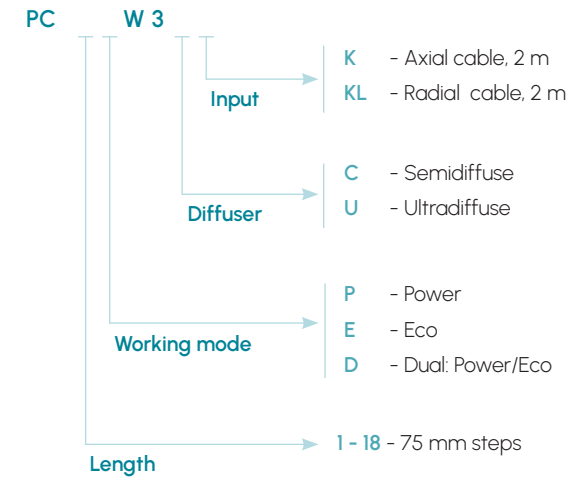 PC W 3
K - Axial cable, 2 m
KL - Radial cable, 2 m
Input
C - Semidiffuse
U - Ultradiffuse
Diffuser
P - Power
E - Eco
D - Dual: Power/Eco
Working mode
1 - 18 - 75 mm steps
Length